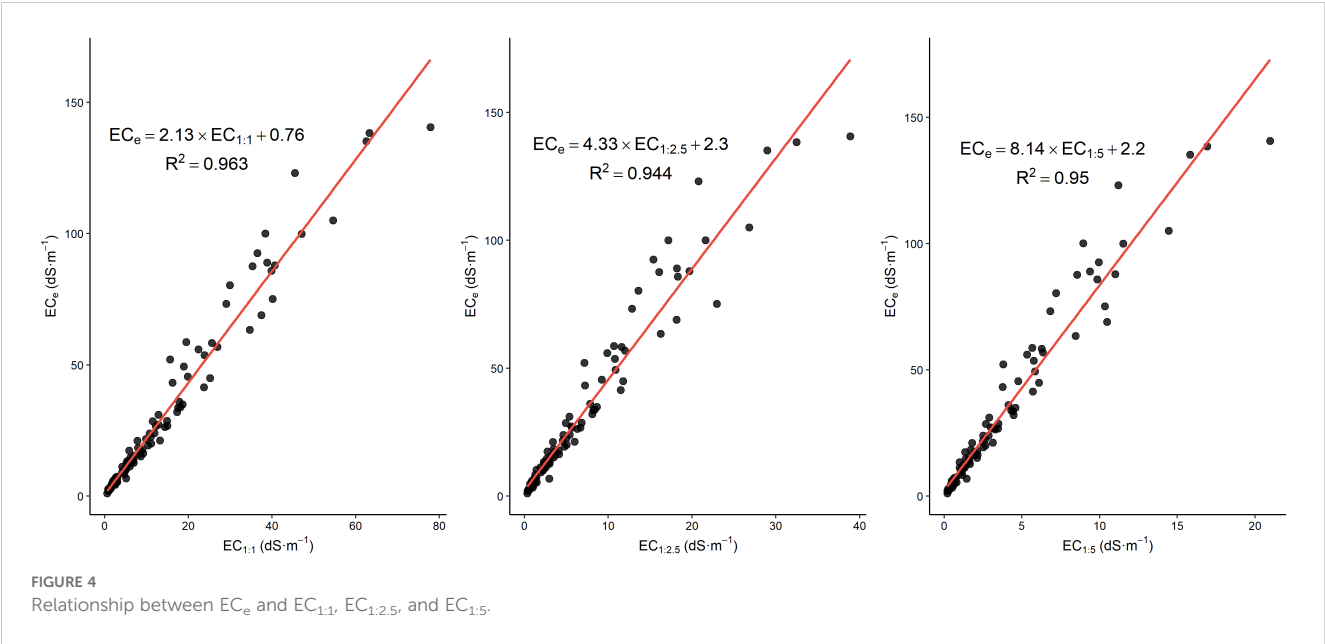 ECe = 2.13 × EC1:1 + 0.76
R² = 0.963
150
100
50
0
0 20 40 60 80
ECe (dS·m⁻¹)
EC1:1 (dS·m⁻¹)
ECe = 4.33 × EC1:2.5 + 2.3
R² = 0.944
150
100
50
0
0 10 20 30 40
ECe (dS·m⁻¹)
EC1:2.5 (dS·m⁻¹)
ECe = 8.14 × EC1:5 + 2.2
R² = 0.95
150
100
50
0
0 5 10 15 20
ECe (dS·m⁻¹)
EC1:5 (dS·m⁻¹)
FIGURE 4
Relationship between ECe and EC1:1, EC1:2.5, and EC1:5.